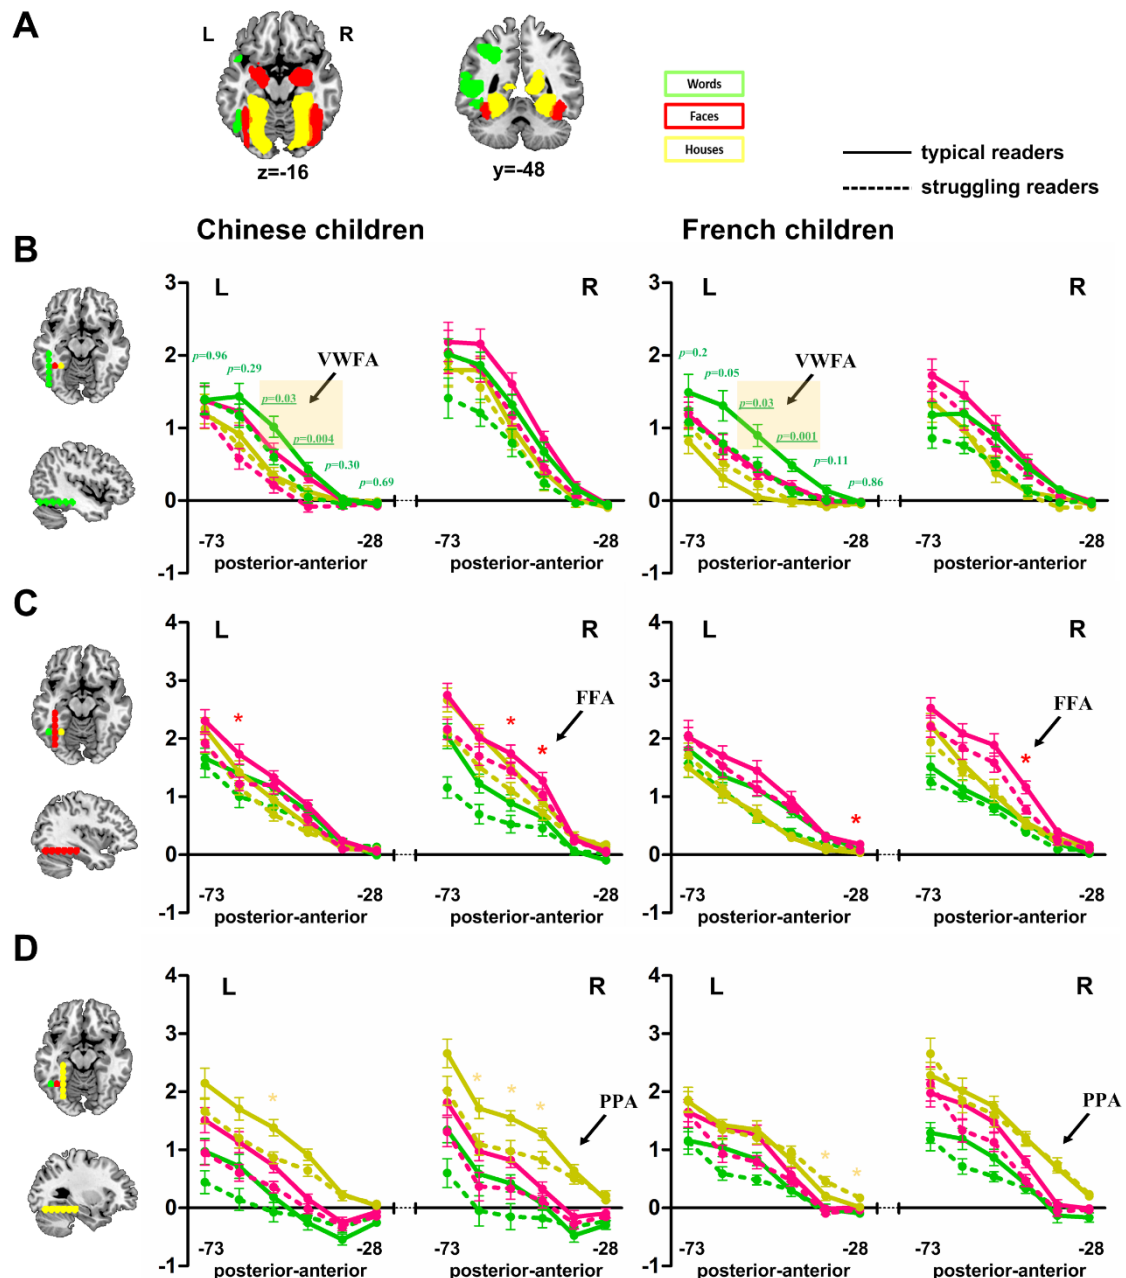 A
L R
z=-16
y=-48
Words
Faces
Houses
typical readers
struggling readers
Chinese children
French children
B
3
2
1
0
-1
L
p=0.96
p=0.29
p=0.03
p=0.004
p=0.30
p=0.69
VWFA
R
-73 -28
posterior-anterior
-73 -28
posterior-anterior
3
2
1
0
-1
L
p=0.2
p=0.05
p=0.03
p=0.001
p=0.11
p=0.86
VWFA
R
-73 -28
posterior-anterior
-73 -28
posterior-anterior
C
4
3
2
1
0
-1
L
*
R
*
*
FFA
-73 -28
posterior-anterior
-73 -28
posterior-anterior
4
3
2
1
0
-1
L
*
R
*
FFA
-73 -28
posterior-anterior
-73 -28
posterior-anterior
D
4
3
2
1
0
-1
L
*
R
*
*
*
PPA
-73 -28
posterior-anterior
-73 -28
posterior-anterior
4
3
2
1
0
-1
L
*
*
R
PPA
-73 -28
posterior-anterior
-73 -28
posterior-anterior